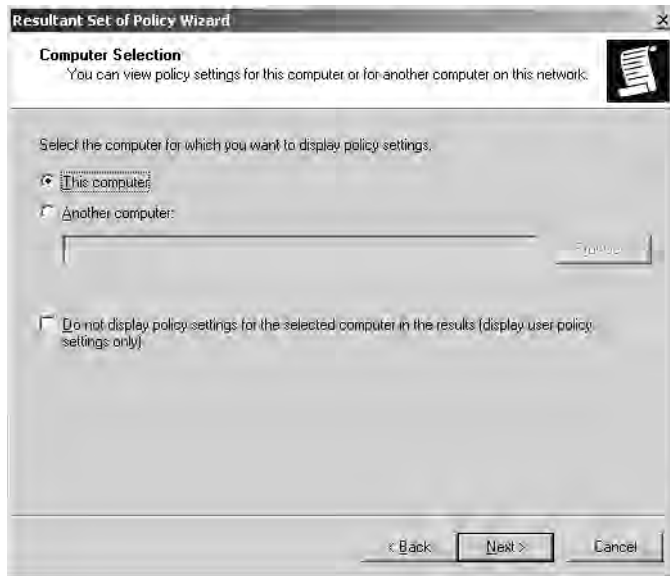 Resultant Set of Policy Wizard
Computer Selection
You can view policy settings for this computer or for another computer on this network.
Select the computer for which you want to display policy settings.
This computer
Another computer:
Browse...
Do not display policy settings for the selected computer in the results (display user policy
settings only)
< Back
Next >
Cancel